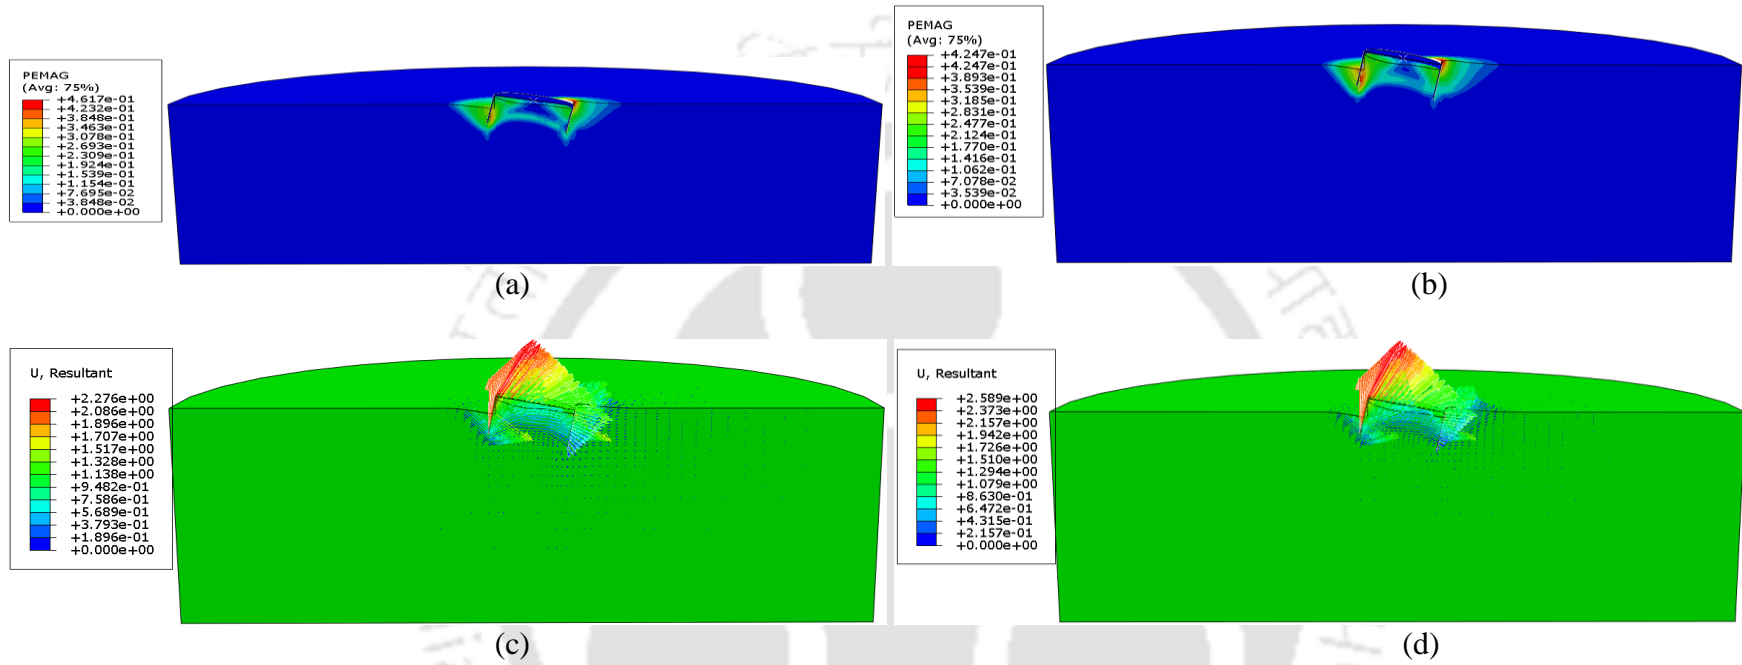 PEMAG
(Avg: 75%)
+4.617e-01
+4.232e-01
+3.848e-01
+3.463e-01
+3.078e-01
+2.693e-01
+2.309e-01
+1.924e-01
+1.539e-01
+1.154e-01
+7.695e-02
+3.848e-02
+0.000e+00
(a)
PEMAG
(Avg: 75%)
+4.247e-01
+4.247e-01
+3.893e-01
+3.539e-01
+3.185e-01
+2.831e-01
+2.477e-01
+2.124e-01
+1.770e-01
+1.416e-01
+1.062e-01
+7.078e-02
+3.539e-02
+0.000e+00
(b)
U, Resultant
+2.276e+00
+2.086e+00
+1.896e+00
+1.707e+00
+1.517e+00
+1.328e+00
+1.138e+00
+9.482e-01
+7.586e-01
+5.689e-01
+3.793e-01
+1.896e-01
+0.000e+00
(c)
U, Resultant
+2.589e+00
+2.373e+00
+2.157e+00
+1.942e+00
+1.726e+00
+1.510e+00
+1.294e+00
+1.079e+00
+8.630e-01
+6.472e-01
+4.315e-01
+2.157e-01
+0.000e+00
(d)